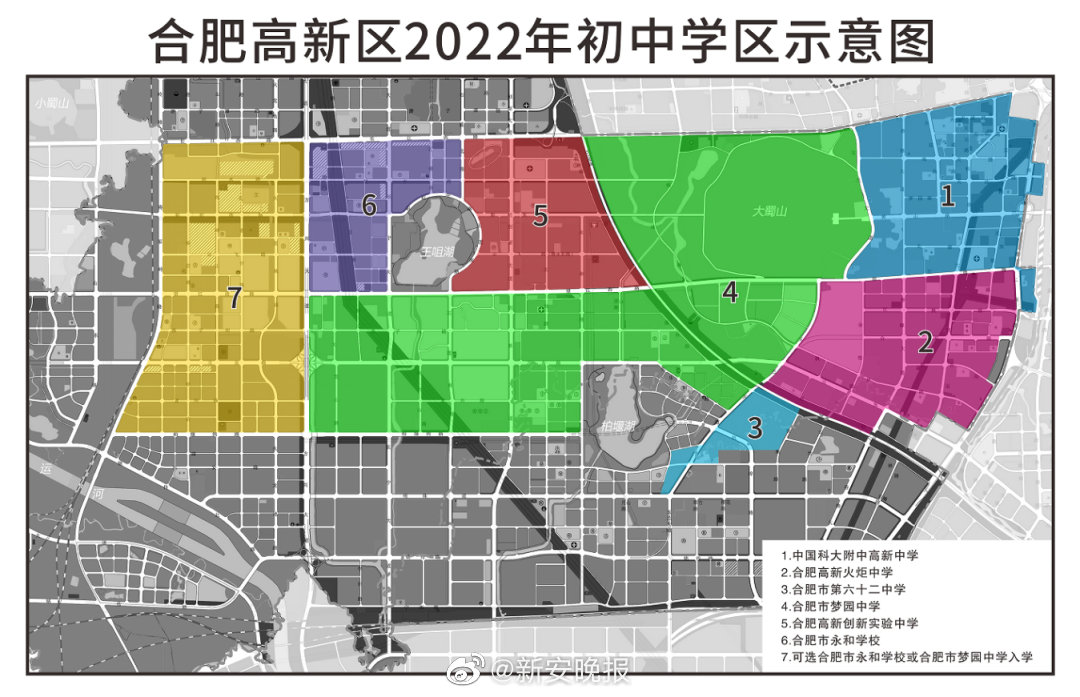 合肥高新区2022年初中学区示意图
小蜀山
大蜀山
1
6
5
王咀湖
7
4
2
柏堰湖
3
运
河
1.中国科大附中高新中学
2.合肥高新火炬中学
3.合肥市第六十二中学
4.合肥市梦园中学
5.合肥高新创新实验中学
6.合肥市永和学校
7.可选合肥市永和学校或合肥市梦园中学入学
@新安晚报